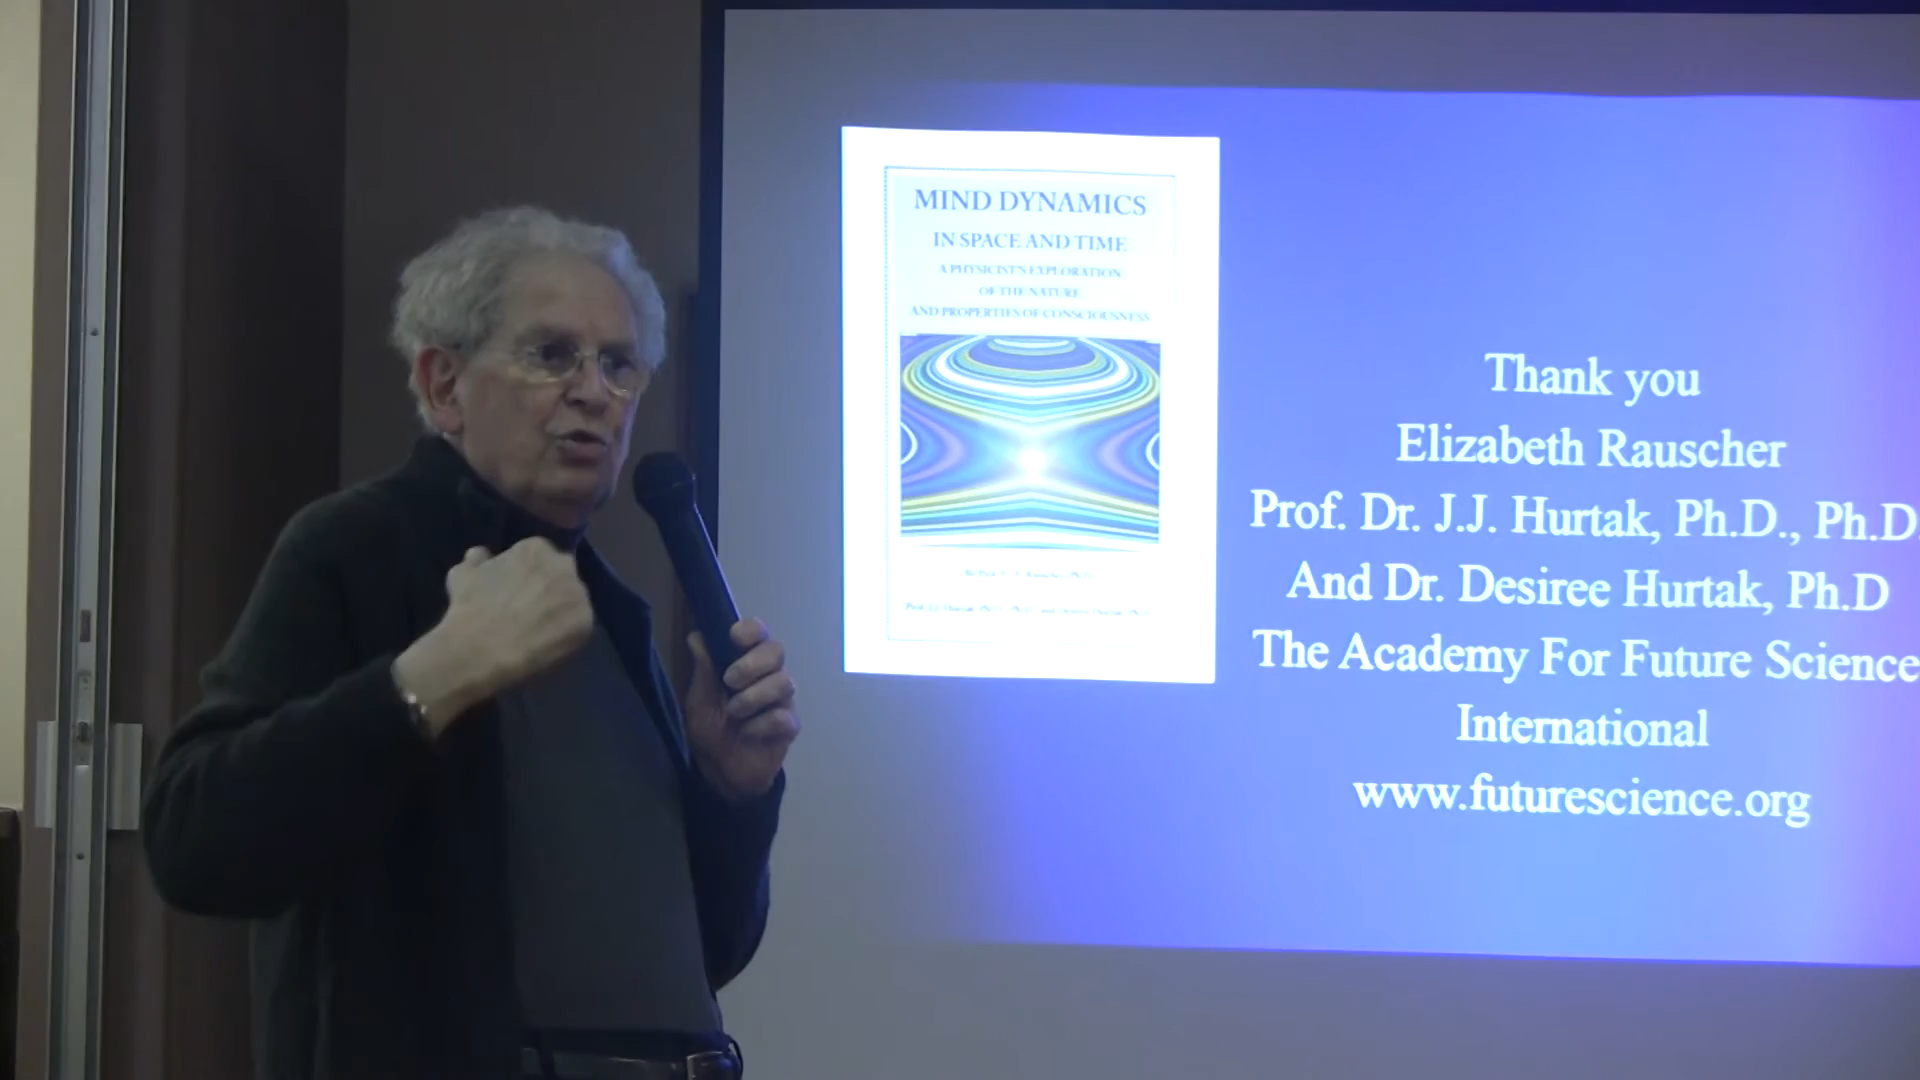 MIND DYNAMICS
IN SPACE AND TIME
A PHYSICIST'S EXPLORATION
OF THE NATURE
AND PROPERTIES OF CONSCIOUSNESS
Thank you
Elizabeth Rauscher
Prof. Dr. J.J. Hurtak, Ph.D., Ph.D.
And Dr. Desiree Hurtak, Ph.D
The Academy For Future Science
International
www.futurescience.org